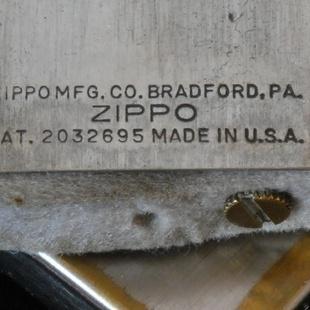 IPPO MFG. CO. BRADFORD, PA.
ZIPPO
AT. 2032695 MADE IN U.S.A.